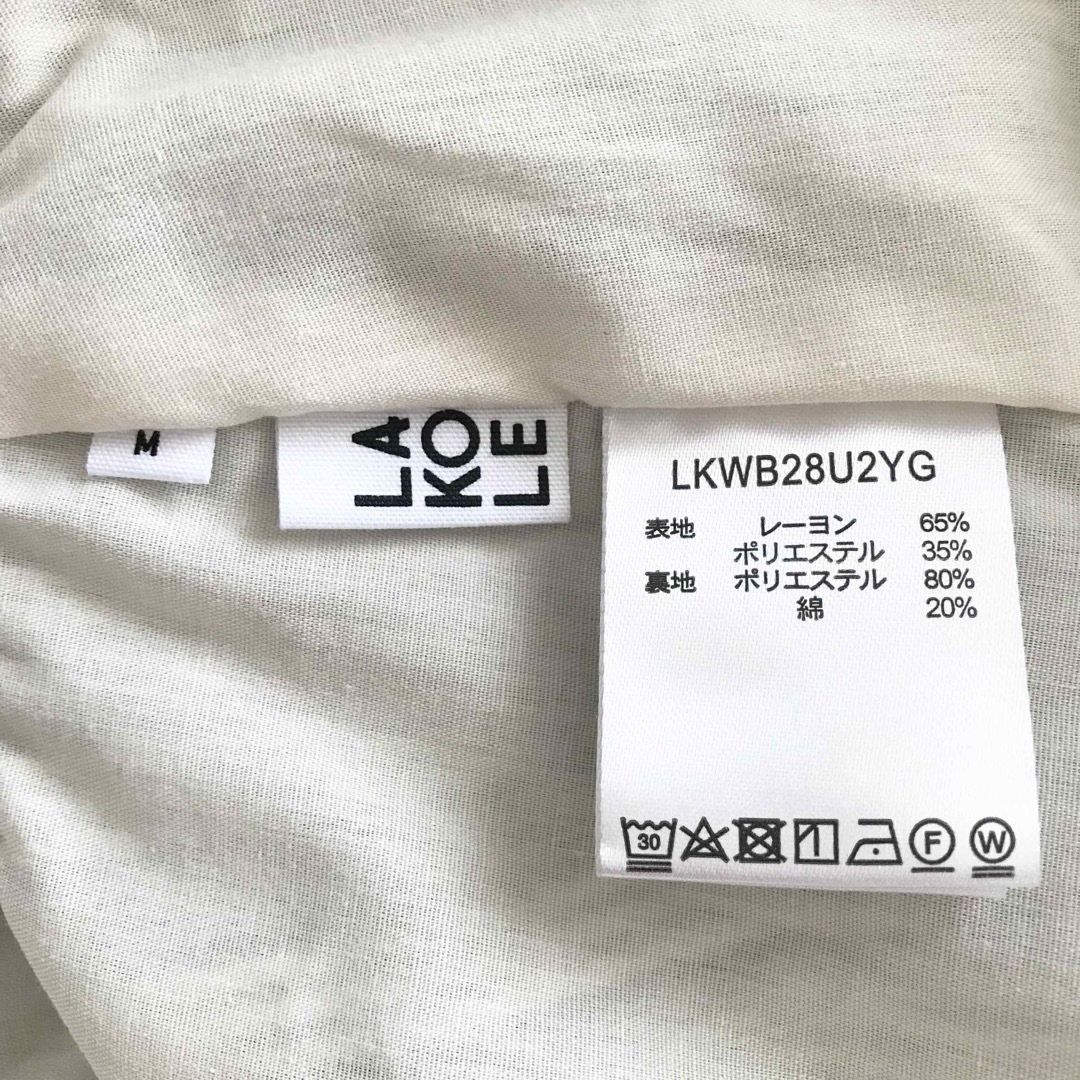 M
LA
KO
LE
LKWB28U2YG
表地 レーヨン 65%
ポリエステル 35%
裏地 ポリエステル 80%
綿 20%
30 F W